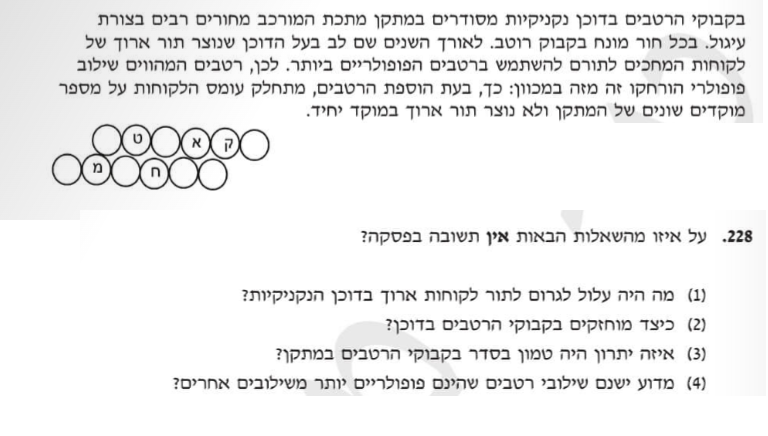 בקבוקי הרטבים בדוכן נקניקיות מסודרים במתקן מתכת המורכב מחורים רבים בצורת
עיגול. בכל חור מונח בקבוק רוטב. לאורך השנים שם לב בעל הדוכן שנוצר תור ארוך של
לקוחות המחכים לתורם להשתמש ברטבים הפופולריים ביותר. לכן, רטבים המהווים שילוב
פופולרי הורחקו זה מזה במכוון: כך, בעת הוספת הרטבים, מתחלק עומס הלקוחות על מספר
מוקדים שונים של המתקן ולא נוצר תור ארוך במוקד יחיד.
ק א ט
ח מ
228. על איזו מהשאלות הבאות אין תשובה בפסקה?
(1) מה היה עלול לגרום לתור לקוחות ארוך בדוכן הנקניקיות?
(2) כיצד מוחזקים בקבוקי הרטבים בדוכן?
(3) איזה יתרון היה טמון בסדר בקבוקי הרטבים במתקן?
(4) מדוע ישנם שילובי רטבים שהינם פופולריים יותר משילובים אחרים?